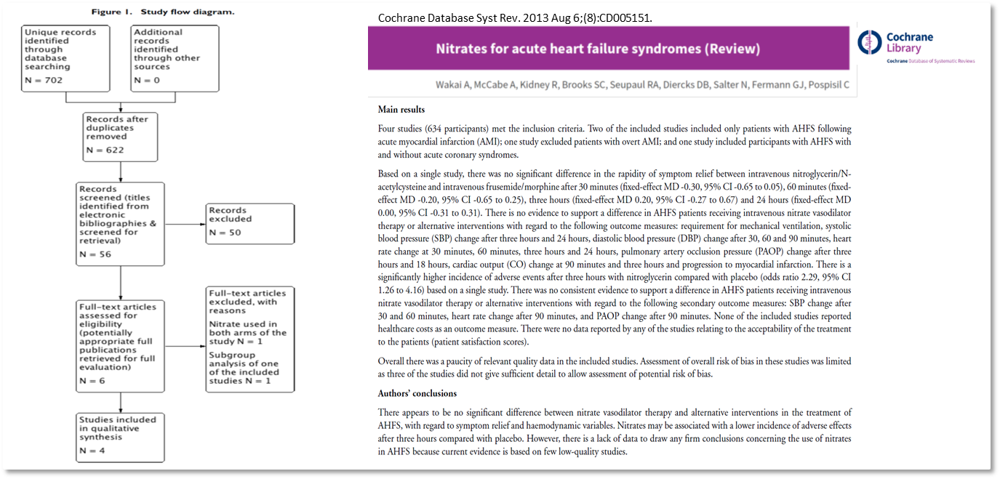 Figure 1. Study flow diagram.
Unique records
identified
through
database
searching
N = 702
Additional
records
identified
through other
sources
N = 0
Records after
duplicates
removed
N = 622
Records
screened (titles
identified from
electronic
bibliographies &
screened for
retrieval)
N = 56
Records
excluded
N = 50
Full-text articles
assessed for
eligibility
(potentially
appropriate full
publications
retrieved for full
evaluation)
N = 6
Full-text articles
excluded, with
reasons
Nitrate used in
both arms of the
study N = 1
Subgroup
analysis of one
of the included
studies N = 1
Studies included
in qualitative
synthesis
N = 4
Cochrane Database Syst Rev. 2013 Aug 6;(8):CD005151.
Nitrates for acute heart failure syndromes (Review)
Cochrane
Library
Cochrane Database of Systematic Reviews
Wakai A, McCabe A, Kidney R, Brooks SC, Seupaul RA, Diercks DB, Salter N, Fermann GJ, Pospisil C
Main results
Four studies (634 participants) met the inclusion criteria. Two of the included studies included only patients with AHFS following
acute myocardial infarction (AMI); one study excluded patients with overt AMI; and one study included participants with AHFS with
and without acute coronary syndromes.
Based on a single study, there was no significant difference in the rapidity of symptom relief between intravenous nitroglycerin/N-
acetylcysteine and intravenous frusemide/morphine after 30 minutes (fixed-effect MD -0.30, 95% CI -0.65 to 0.05), 60 minutes (fixed-
effect MD -0.20, 95% CI -0.65 to 0.25), three hours (fixed-effect MD 0.20, 95% CI -0.27 to 0.67) and 24 hours (fixed-effect MD
0.00, 95% CI -0.31 to 0.31). There is no evidence to support a difference in AHFS patients receiving intravenous nitrate vasodilator
therapy or alternative interventions with regard to the following outcome measures: requirement for mechanical ventilation, systolic
blood pressure (SBP) change after three hours and 24 hours, diastolic blood pressure (DBP) change after 30, 60 and 90 minutes, heart
rate change at 30 minutes, 60 minutes, three hours and 24 hours, pulmonary artery occlusion pressure (PAOP) change after three
hours and 18 hours, cardiac output (CO) change at 90 minutes and three hours and progression to myocardial infarction. There is a
significantly higher incidence of adverse events after three hours with nitroglycerin compared with placebo (odds ratio 2.29, 95% CI
1.26 to 4.16) based on a single study. There was no consistent evidence to support a difference in AHFS patients receiving intravenous
nitrate vasodilator therapy or alternative interventions with regard to the following secondary outcome measures: SBP change after
30 and 60 minutes, heart rate change after 90 minutes, and PAOP change after 90 minutes. None of the included studies reported
healthcare costs as an outcome measure. There were no data reported by any of the studies relating to the acceptability of the treatment
to the patients (patient satisfaction scores).
Overall there was a paucity of relevant quality data in the included studies. Assessment of overall risk of bias in these studies was limited
as three of the studies did not give sufficient detail to allow assessment of potential risk of bias.
Authors' conclusions
There appears to be no significant difference between nitrate vasodilator therapy and alternative interventions in the treatment of
AHFS, with regard to symptom relief and haemodynamic variables. Nitrates may be associated with a lower incidence of adverse effects
after three hours compared with placebo. However, there is a lack of data to draw any firm conclusions concerning the use of nitrates
in AHFS because current evidence is based on few low-quality studies.